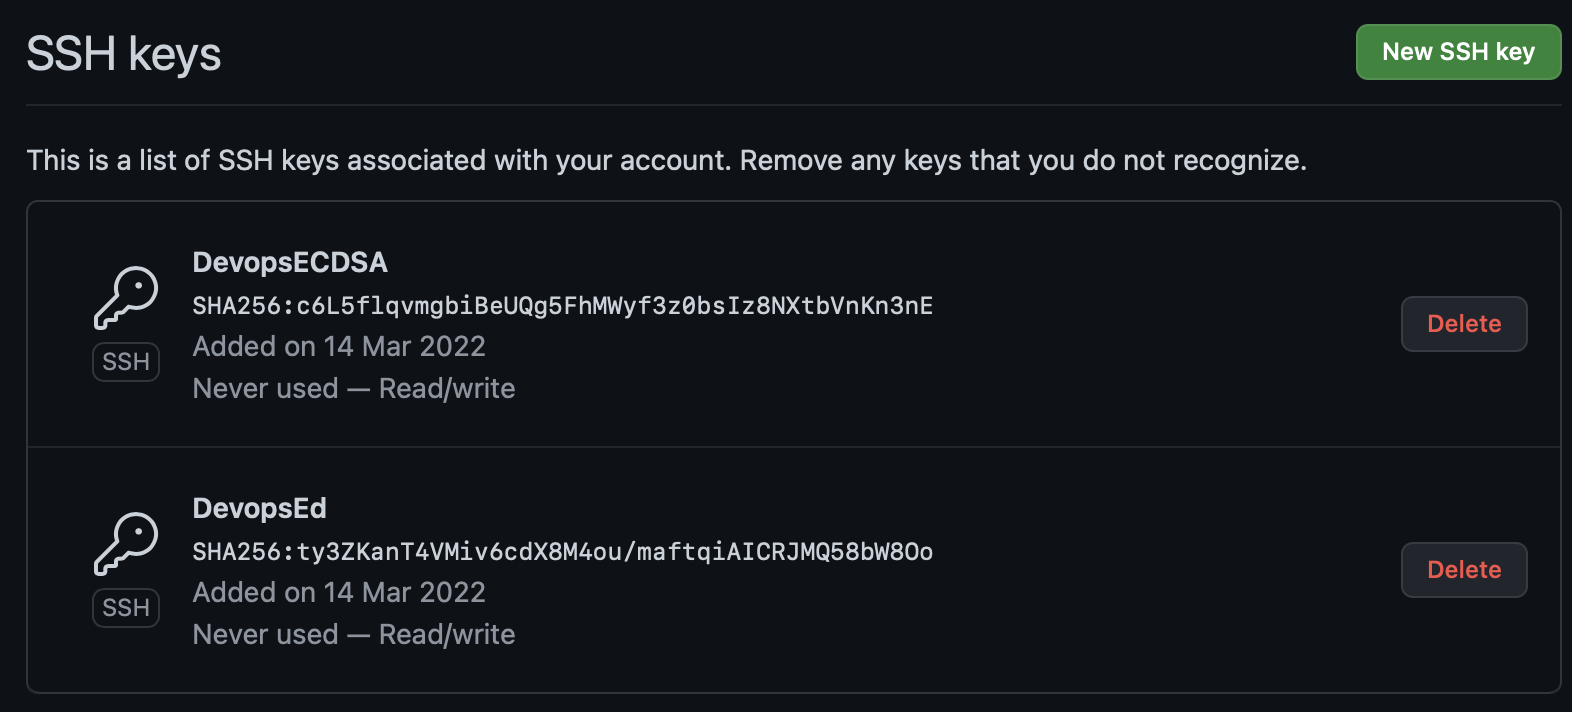 SSH keys
New SSH key
This is a list of SSH keys associated with your account. Remove any keys that you do not recognize.
DevopsECDSA
SHA256:c6L5flqvmgbiBeUQg5FhMWyf3z0bsIz8NXtbVnKn3nE
Added on 14 Mar 2022
Never used — Read/write
SSH
Delete
DevopsEd
SHA256:ty3ZKanT4VMiv6cdX8M4ou/maftqiAICRJMQ58bW8Oo
Added on 14 Mar 2022
Never used — Read/write
SSH
Delete